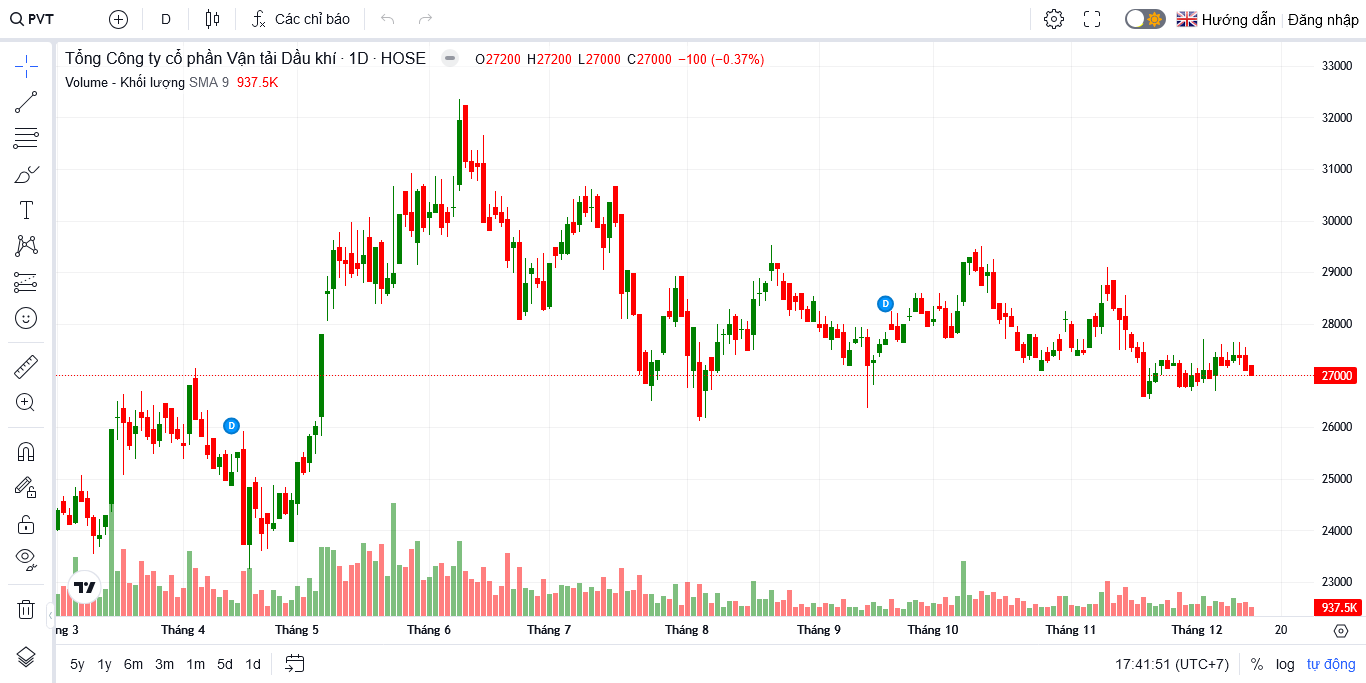 PVT D Các chỉ báo Hướng dẫn Đăng nhập
Tổng Công ty cổ phần Vận tải Dầu khí · 1D · HOSE O27200 H27200 L27000 C27000 −100 (−0.37%)
Volume - Khối lượng SMA 9 937.5K
33000
32000
31000
30000
29000
28000
27000
26000
25000
24000
23000
937.5K
D
D
ng 3 Tháng 4 Tháng 5 Tháng 6 Tháng 7 Tháng 8 Tháng 9 Tháng 10 Tháng 11 Tháng 12 20
5y 1y 6m 3m 1m 5d 1d 17:41:51 (UTC+7) % log tự động